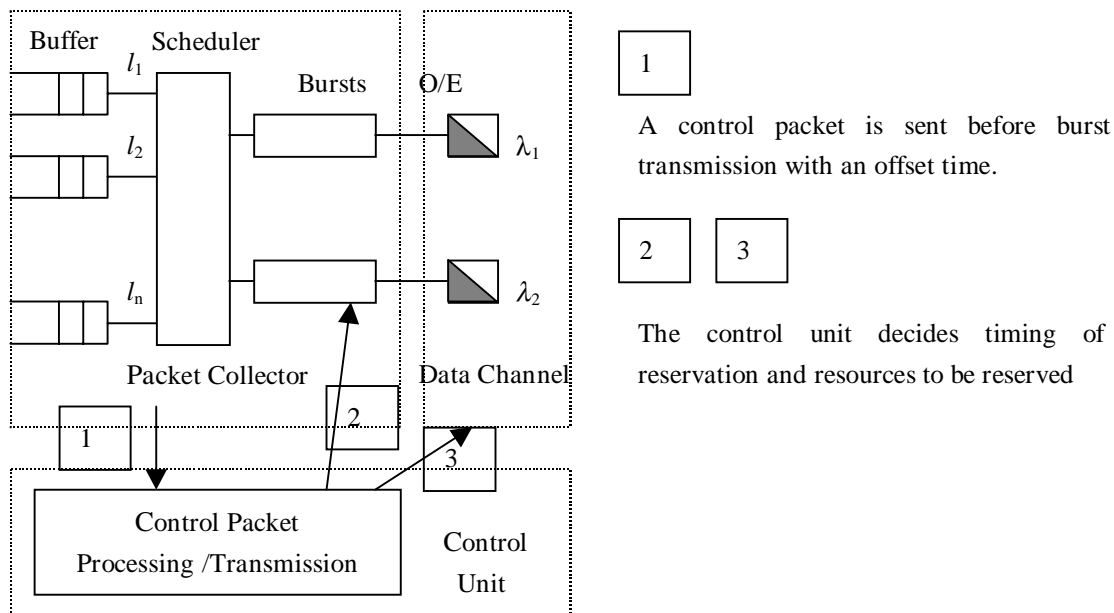 Buffer Scheduler
l1
Bursts O/E
λ1
l2
λ2
ln
Packet Collector Data Channel
1
2
3
Control Packet
Processing /Transmission
Control
Unit
1
A control packet is sent before burst
transmission with an offset time.
2 3
The control unit decides timing of
reservation and resources to be reserved